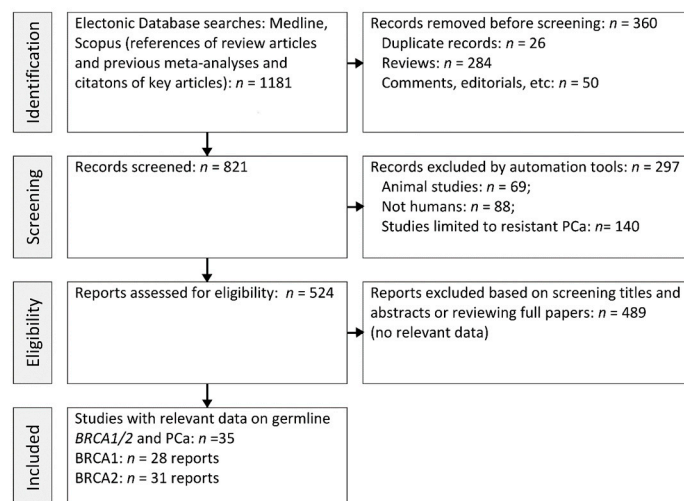 Identification
Electonic Database searches: Medline,
Scopus (references of review articles
and previous meta-analyses and
citatons of key articles): n = 1181
Records removed before screening: n = 360
Duplicate records: n = 26
Reviews: n = 284
Comments, editorials, etc: n = 50
Screening
Records screened: n = 821
Records excluded by automation tools: n = 297
Animal studies: n = 69;
Not humans: n = 88;
Studies limited to resistant PCa: n= 140
Eligibility
Reports assessed for eligibility: n = 524
Reports excluded based on screening titles and
abstracts or reviewing full papers: n = 489
(no relevant data)
Included
Studies with relevant data on germline
BRCA1/2 and PCa: n =35
BRCA1: n = 28 reports
BRCA2: n = 31 reports